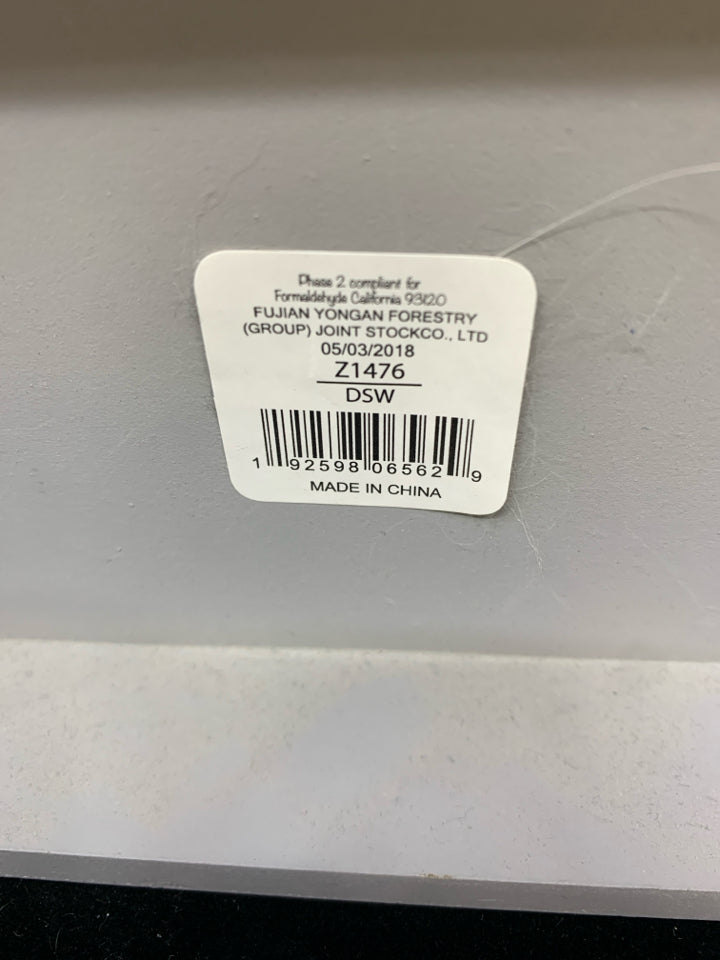 Phase 2 compliant for
Formaldehyde California 93120
FUJIAN YONGAN FORESTRY
(GROUP) JOINT STOCKCO., LTD
05/03/2018
Z1476
DSW
1 92598 06562 9
MADE IN CHINA